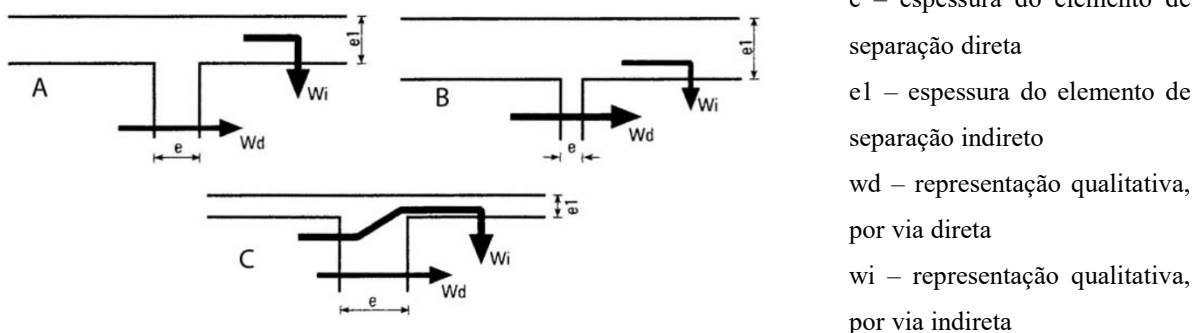 e1
A
Wi
Wd
e
e1
B
Wi
Wd
e
e1
C
Wi
Wd
e
e – espessura do elemento de
separação direta
e1 – espessura do elemento de
separação indireto
wd – representação qualitativa,
por via direta
wi – representação qualitativa,
por via indireta